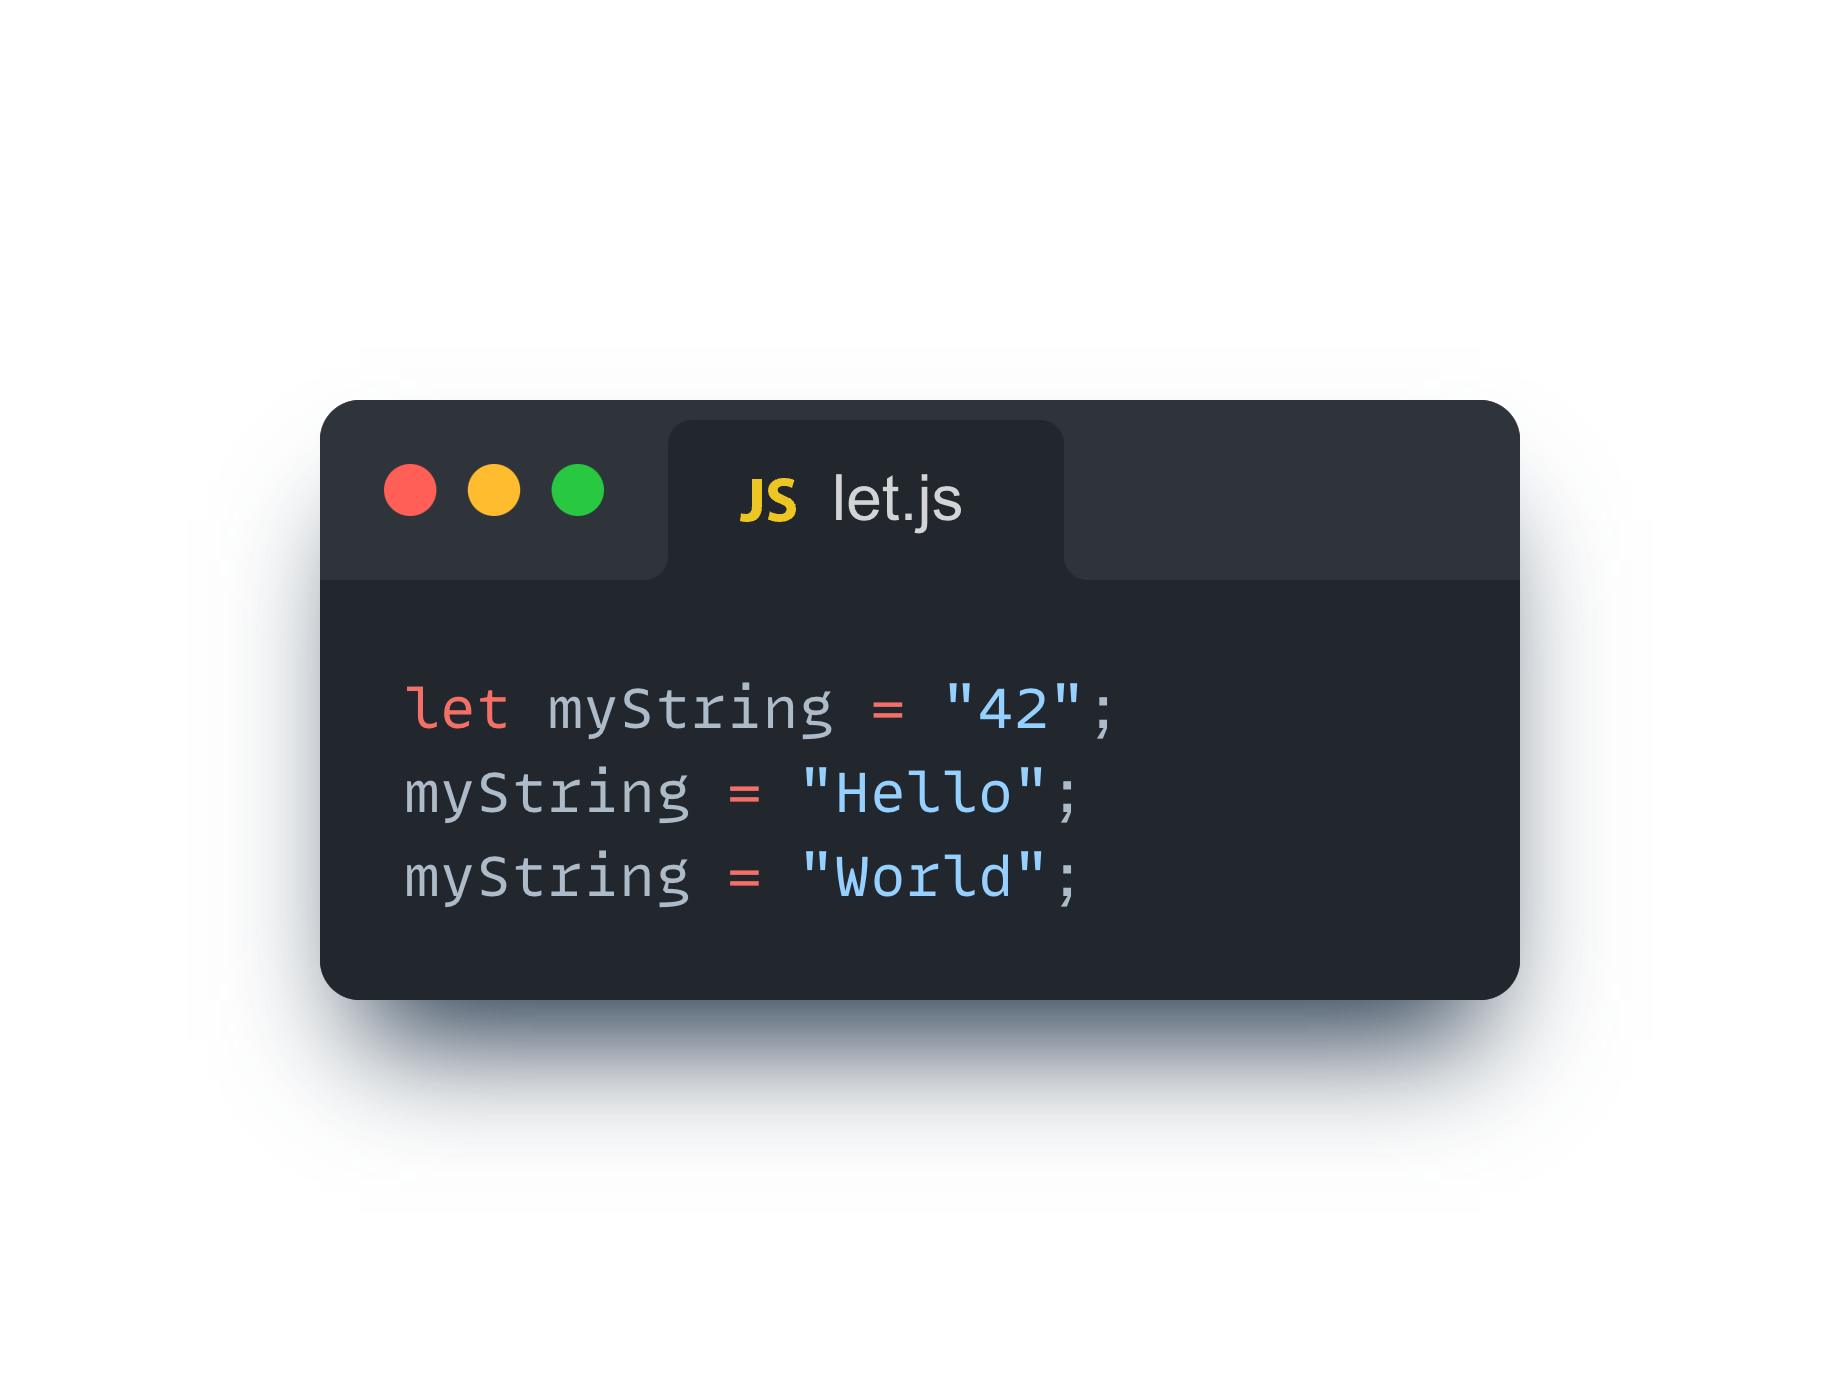 JS let.js
let myString = "42";
myString = "Hello";
myString = "World";